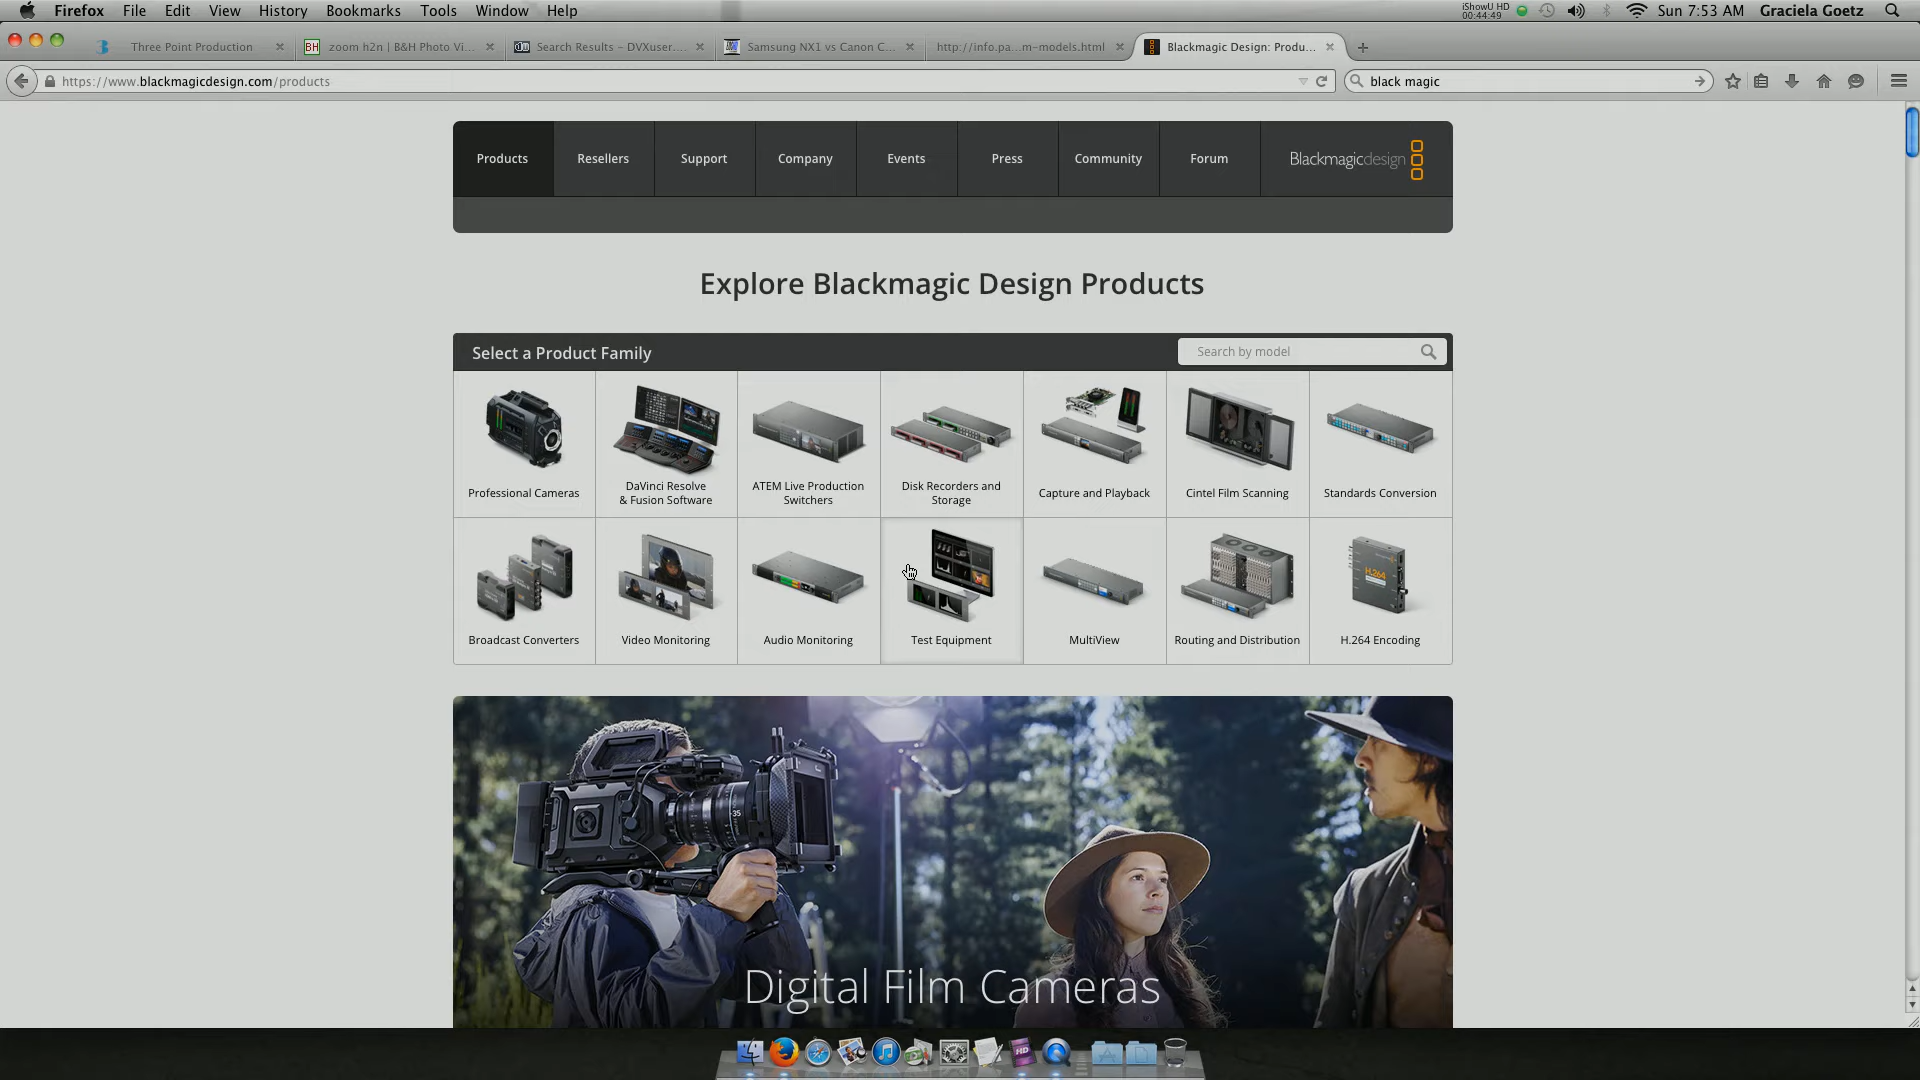 Firefox File Edit View History Bookmarks Tools Window Help
iShowU HD
00:44:49
Sun 7:53 AM Graciela Goetz
Three Point Production
BH zoom h2n | B&H Photo Vi...
Search Results – DVXuser....
Samsung NX1 vs Canon C...
http://info.pa...m-models.html
Blackmagic Design: Produ...
https://www.blackmagicdesign.com/products
black magic
Products
Resellers
Support
Company
Events
Press
Community
Forum
Blackmagicdesign
Explore Blackmagic Design Products
Select a Product Family
Search by model
Professional Cameras
DaVinci Resolve
& Fusion Software
ATEM Live Production
Switchers
Disk Recorders and
Storage
Capture and Playback
Cintel Film Scanning
Standards Conversion
H.264
Broadcast Converters
Video Monitoring
Audio Monitoring
Test Equipment
MultiView
Routing and Distribution
H.264 Encoding
35
Digital Film Cameras
HD